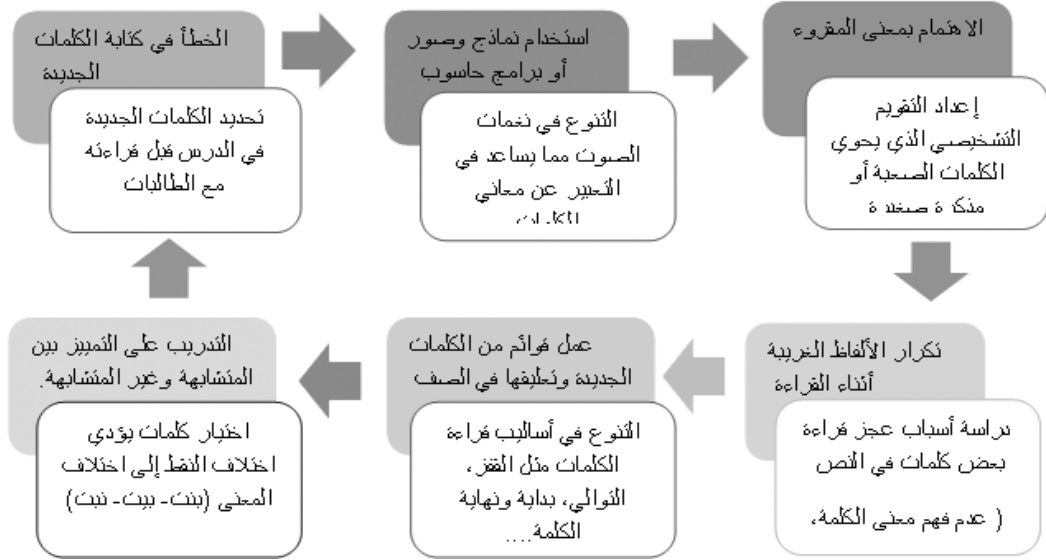 الخطأ في كتابة الكلمات
الجديدة
تحديد الكلمات الجديدة
في الدرس قبل قراءته
مع الطالبات
استخدام نماذج وصور
أو برامج حاسوب
التنوع في نغمات
الصوت مما يساعد في
التعبير عن معاني
الكلمات
الاهتمام بمعنى المقروء
إعداد التقويم
التشخيصي الذي يحوي
الكلمات الصعبة أو
مذكرة صغيرة
تكرار الألفاظ الغريبة
أثناء القراءة
دراسة أسباب عجز قراءة
بعض كلمات في النص
( عدم فهم معنى الكلمة،
عمل قوائم من الكلمات
الجديدة وتعليقها في الصف
التنوع في أساليب قراءة
الكلمات مثل القفز،
التوالي، بداية ونهاية
الكلمة....
التدريب على التمييز بين
المتشابهة وغير المتشابهة.
اختيار كلمات يؤدي
اختلاف النقط إلى اختلاف
المعنى (بنت- بيت- نبت)